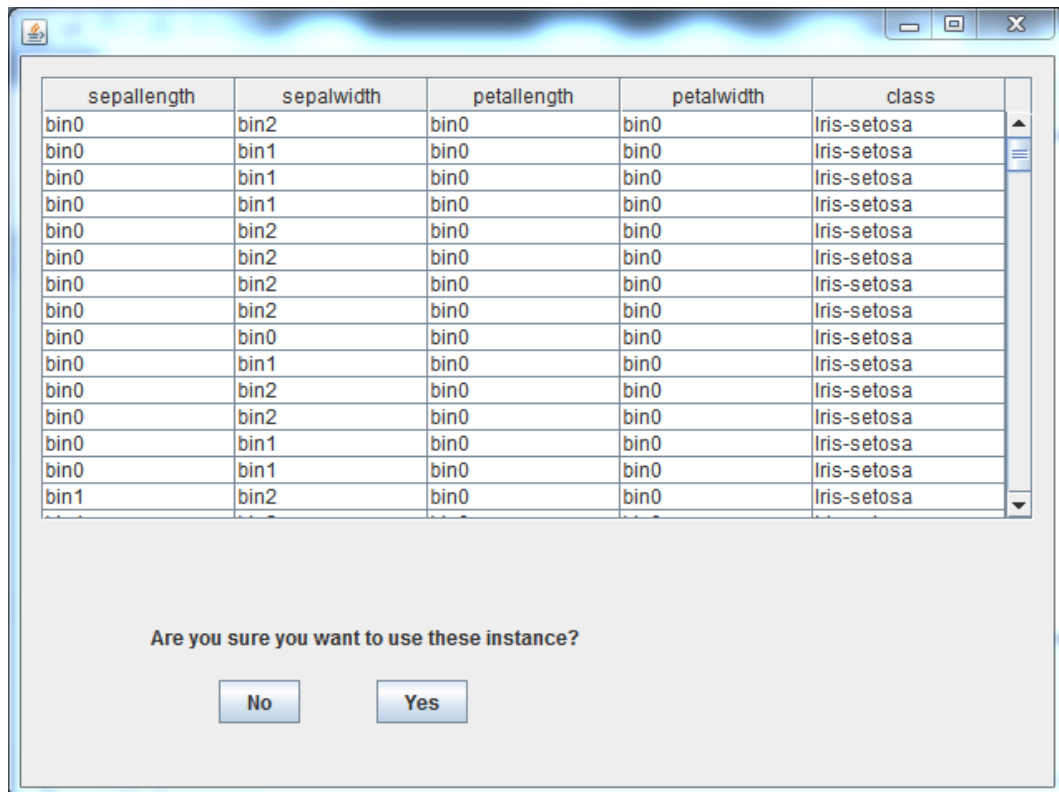 sepallength sepalwidth petallength petalwidth class
bin0 bin2 bin0 bin0 Iris-setosa
bin0 bin1 bin0 bin0 Iris-setosa
bin0 bin1 bin0 bin0 Iris-setosa
bin0 bin1 bin0 bin0 Iris-setosa
bin0 bin2 bin0 bin0 Iris-setosa
bin0 bin2 bin0 bin0 Iris-setosa
bin0 bin2 bin0 bin0 Iris-setosa
bin0 bin2 bin0 bin0 Iris-setosa
bin0 bin0 bin0 bin0 Iris-setosa
bin0 bin1 bin0 bin0 Iris-setosa
bin0 bin2 bin0 bin0 Iris-setosa
bin0 bin2 bin0 bin0 Iris-setosa
bin0 bin1 bin0 bin0 Iris-setosa
bin0 bin1 bin0 bin0 Iris-setosa
bin1 bin2 bin0 bin0 Iris-setosa
Are you sure you want to use these instance?
No Yes